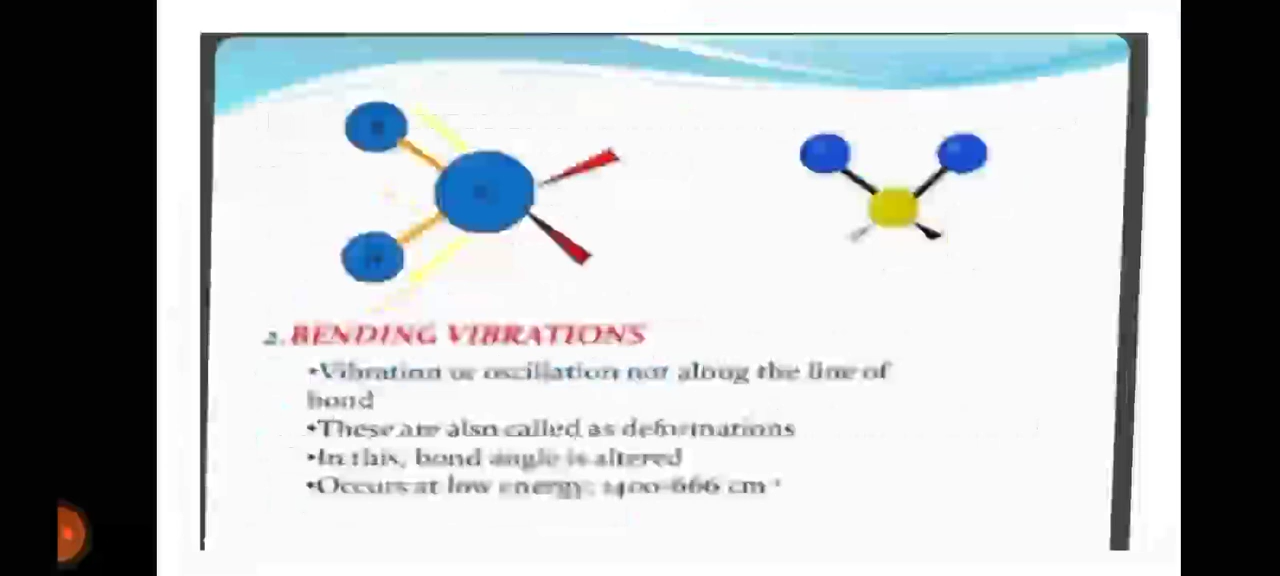 H
2. BENDING VIBRATIONS
•Vibration or oscillation not along the line of
bond
•These are also called as deformations
•In this, bond angle is altered
•Occurs at low energy: 1400-666 cm⁻¹